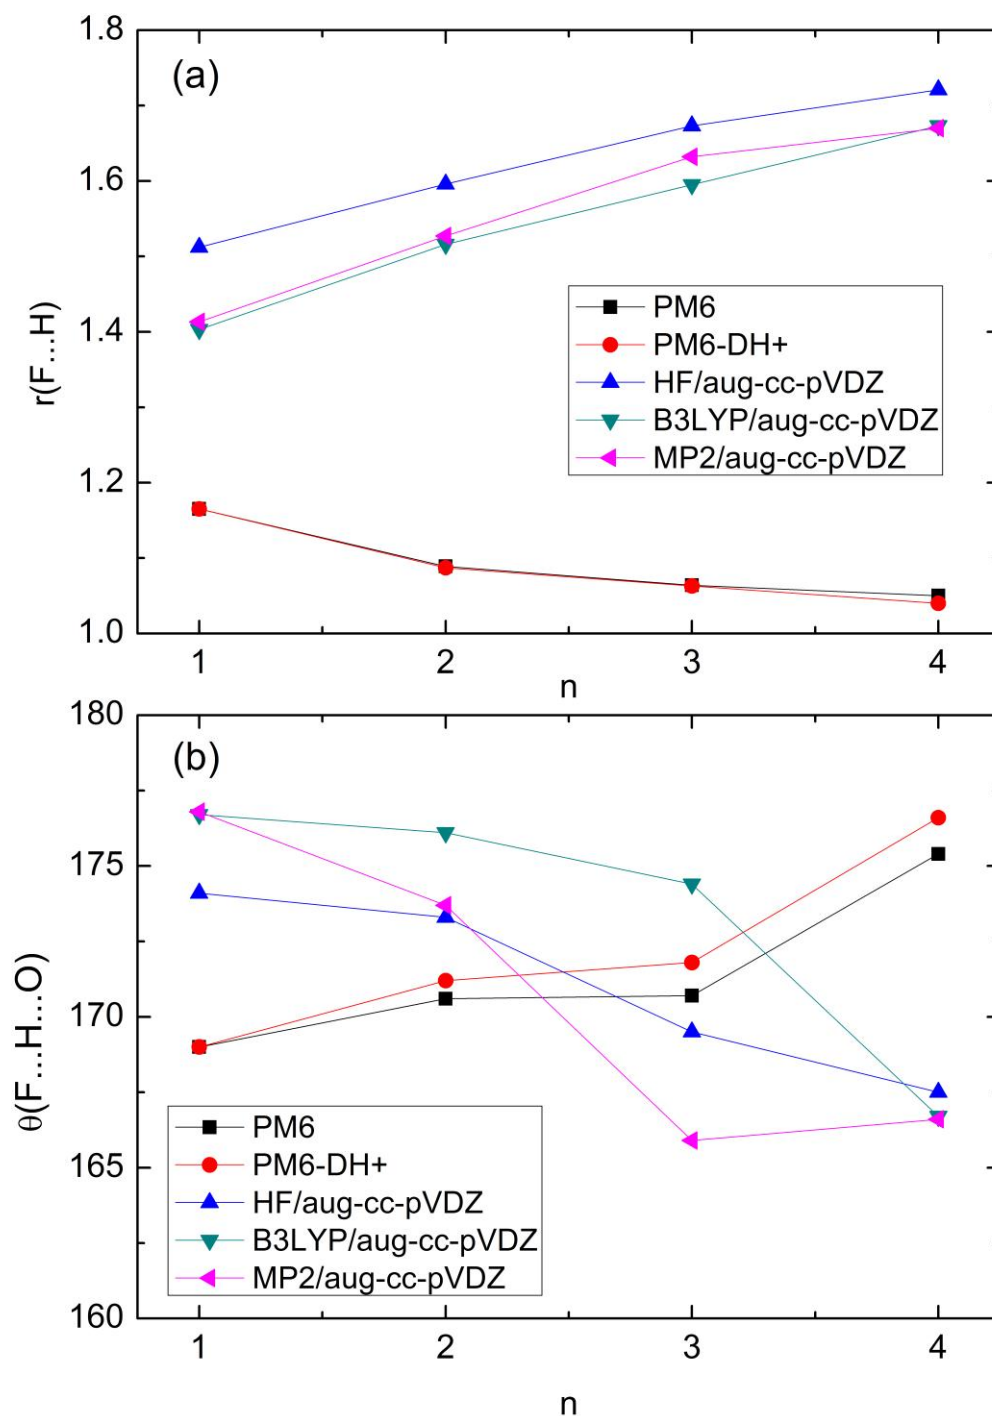 (a)
r(F...H)
1.8
1.6
1.4
1.2
1.0
PM6
PM6-DH+
HF/aug-cc-pVDZ
B3LYP/aug-cc-pVDZ
MP2/aug-cc-pVDZ
1 2 3 4
n
(b)
θ(F...H...O)
180
175
170
165
160
PM6
PM6-DH+
HF/aug-cc-pVDZ
B3LYP/aug-cc-pVDZ
MP2/aug-cc-pVDZ
1 2 3 4
n